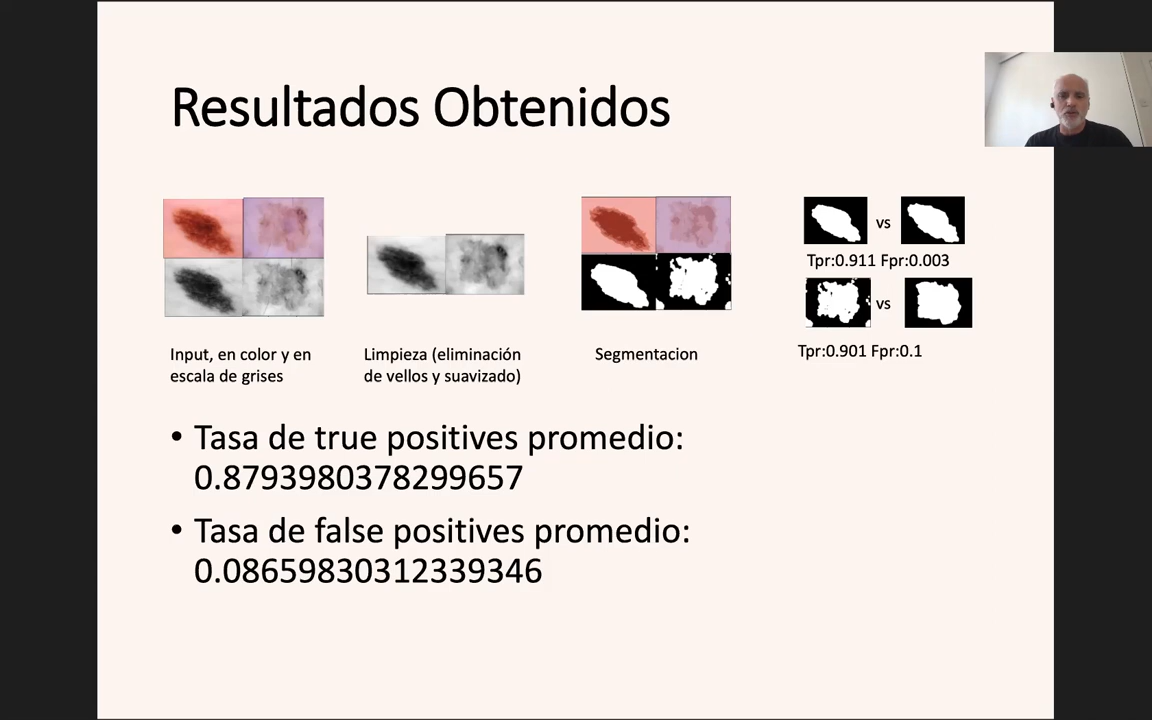 Resultados Obtenidos
vs
Tpr:0.911 Fpr:0.003
vs
Tpr:0.901 Fpr:0.1
Input, en color y en
escala de grises
Limpieza (eliminación
de vellos y suavizado)
Segmentacion
• Tasa de true positives promedio:
0.8793980378299657
• Tasa de false positives promedio:
0.08659830312339346